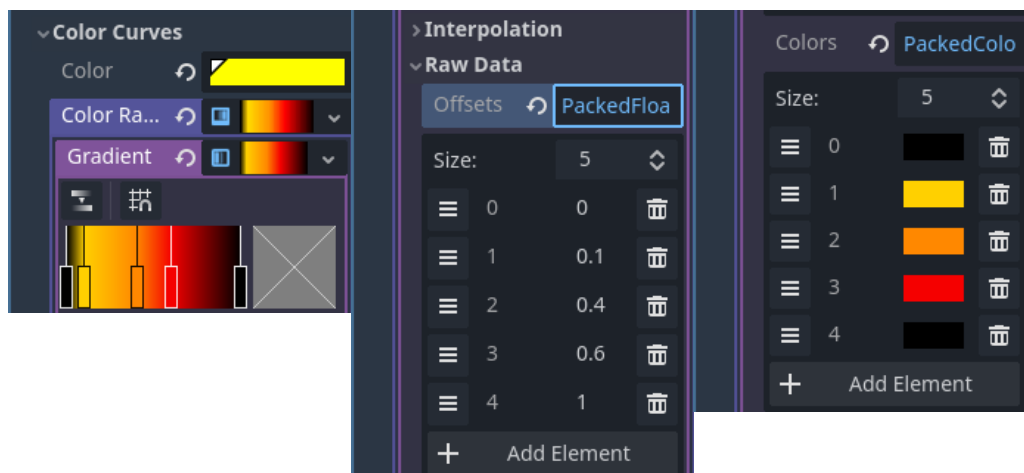 Color Curves
Color
Color Ra...
Gradient
Interpolation
Raw Data
Offsets PackedFloa
Size: 5
0 0
1 0.1
2 0.4
3 0.6
4 1
Add Element
Colors PackedColo
Size: 5
0
1
2
3
4
Add Element